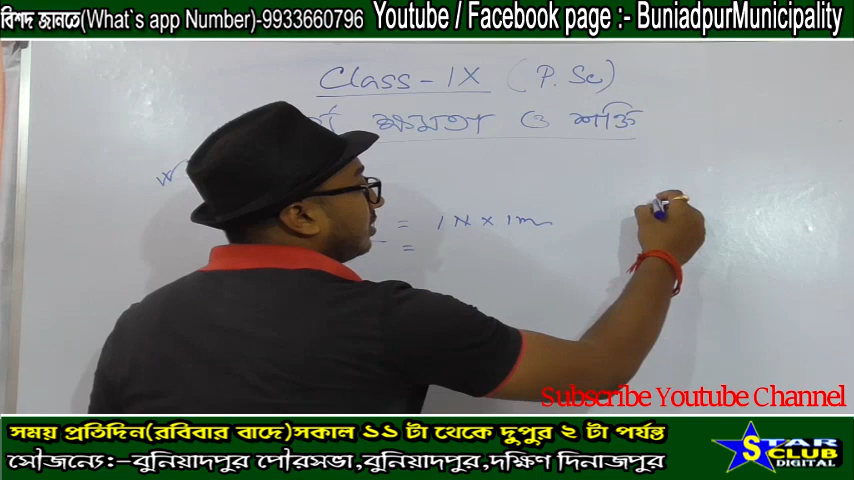 বিশদ জানতে(What`s app Number)-9933660796 Youtube / Facebook page :- BuniadpurMunicipality
Class - IX (P. Sc)
ক্ষমতা ও শক্তি
W
= 1N x 1m
=
Subscribe Youtube Channel
সময় প্রতিদিন(রবিবার বাদে)সকাল ১১ টা থেকে দুপুর ২ টা পর্যন্ত
সৌজন্যে:-বুনিয়াদপুর পৌরসভা,বুনিয়াদপুর,দক্ষিণ দিনাজপুর
STAR
CLUB
DIGITAL